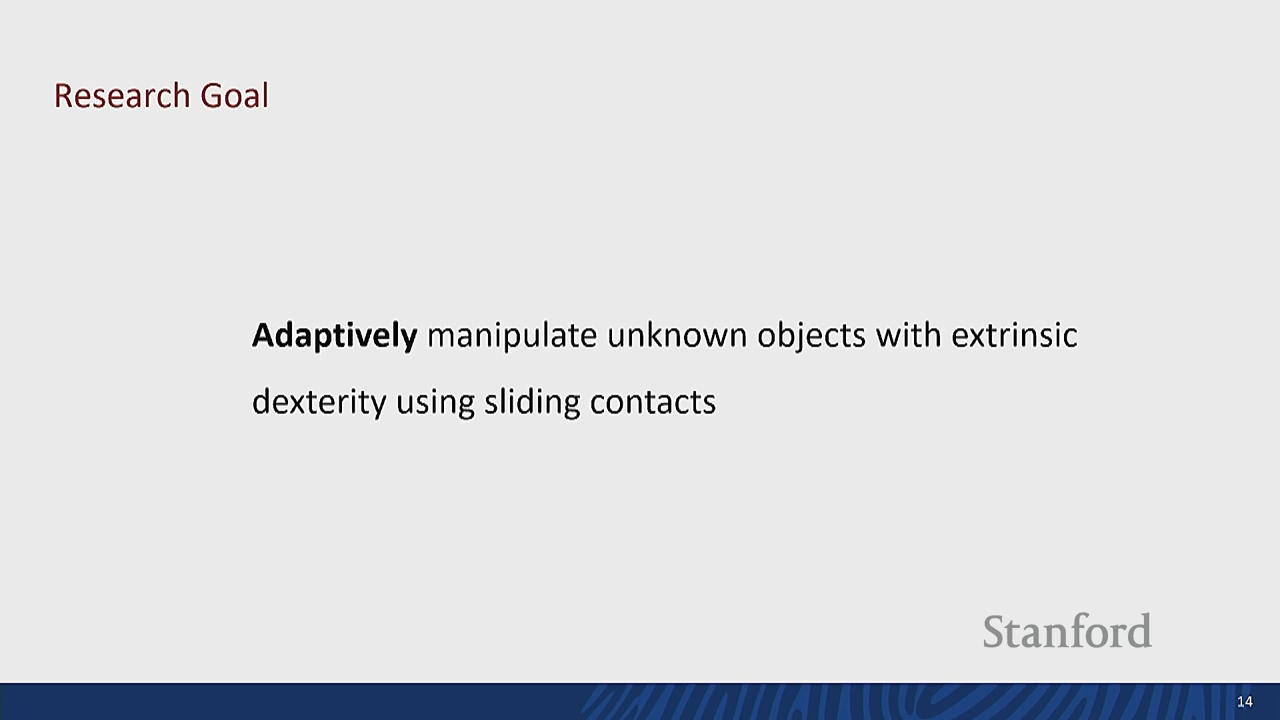 Research Goal
Adaptively manipulate unknown objects with extrinsic
dexterity using sliding contacts
Stanford
14